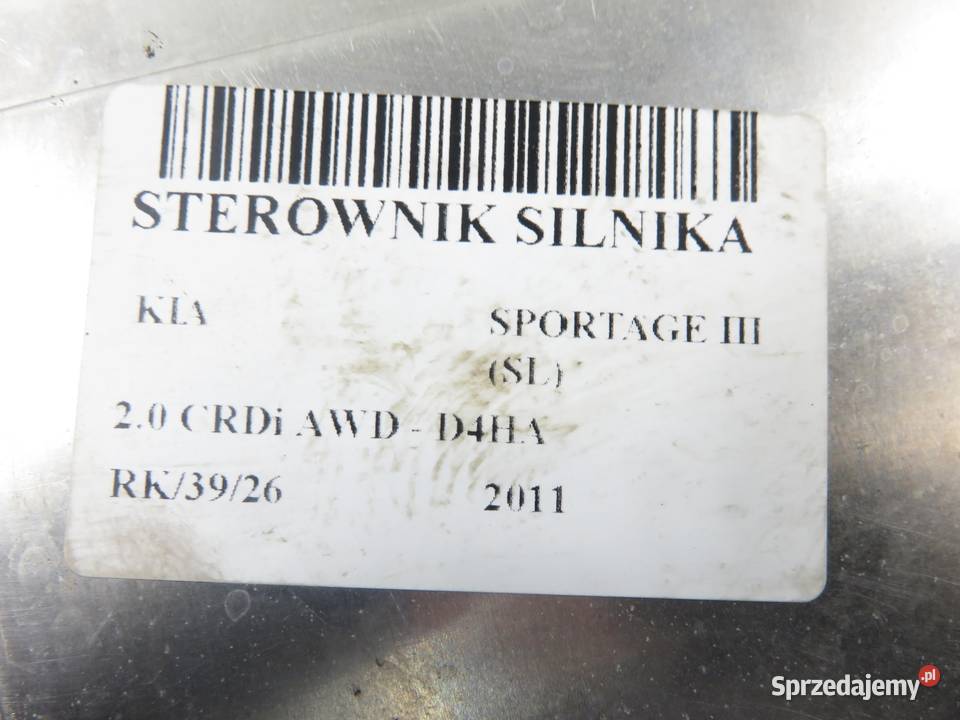 STEROWNIK SILNIKA
KIA SPORTAGE III
(SL)
2.0 CRDi AWD - D4HA
RK/39/26 2011
Sprzedajemy.pl